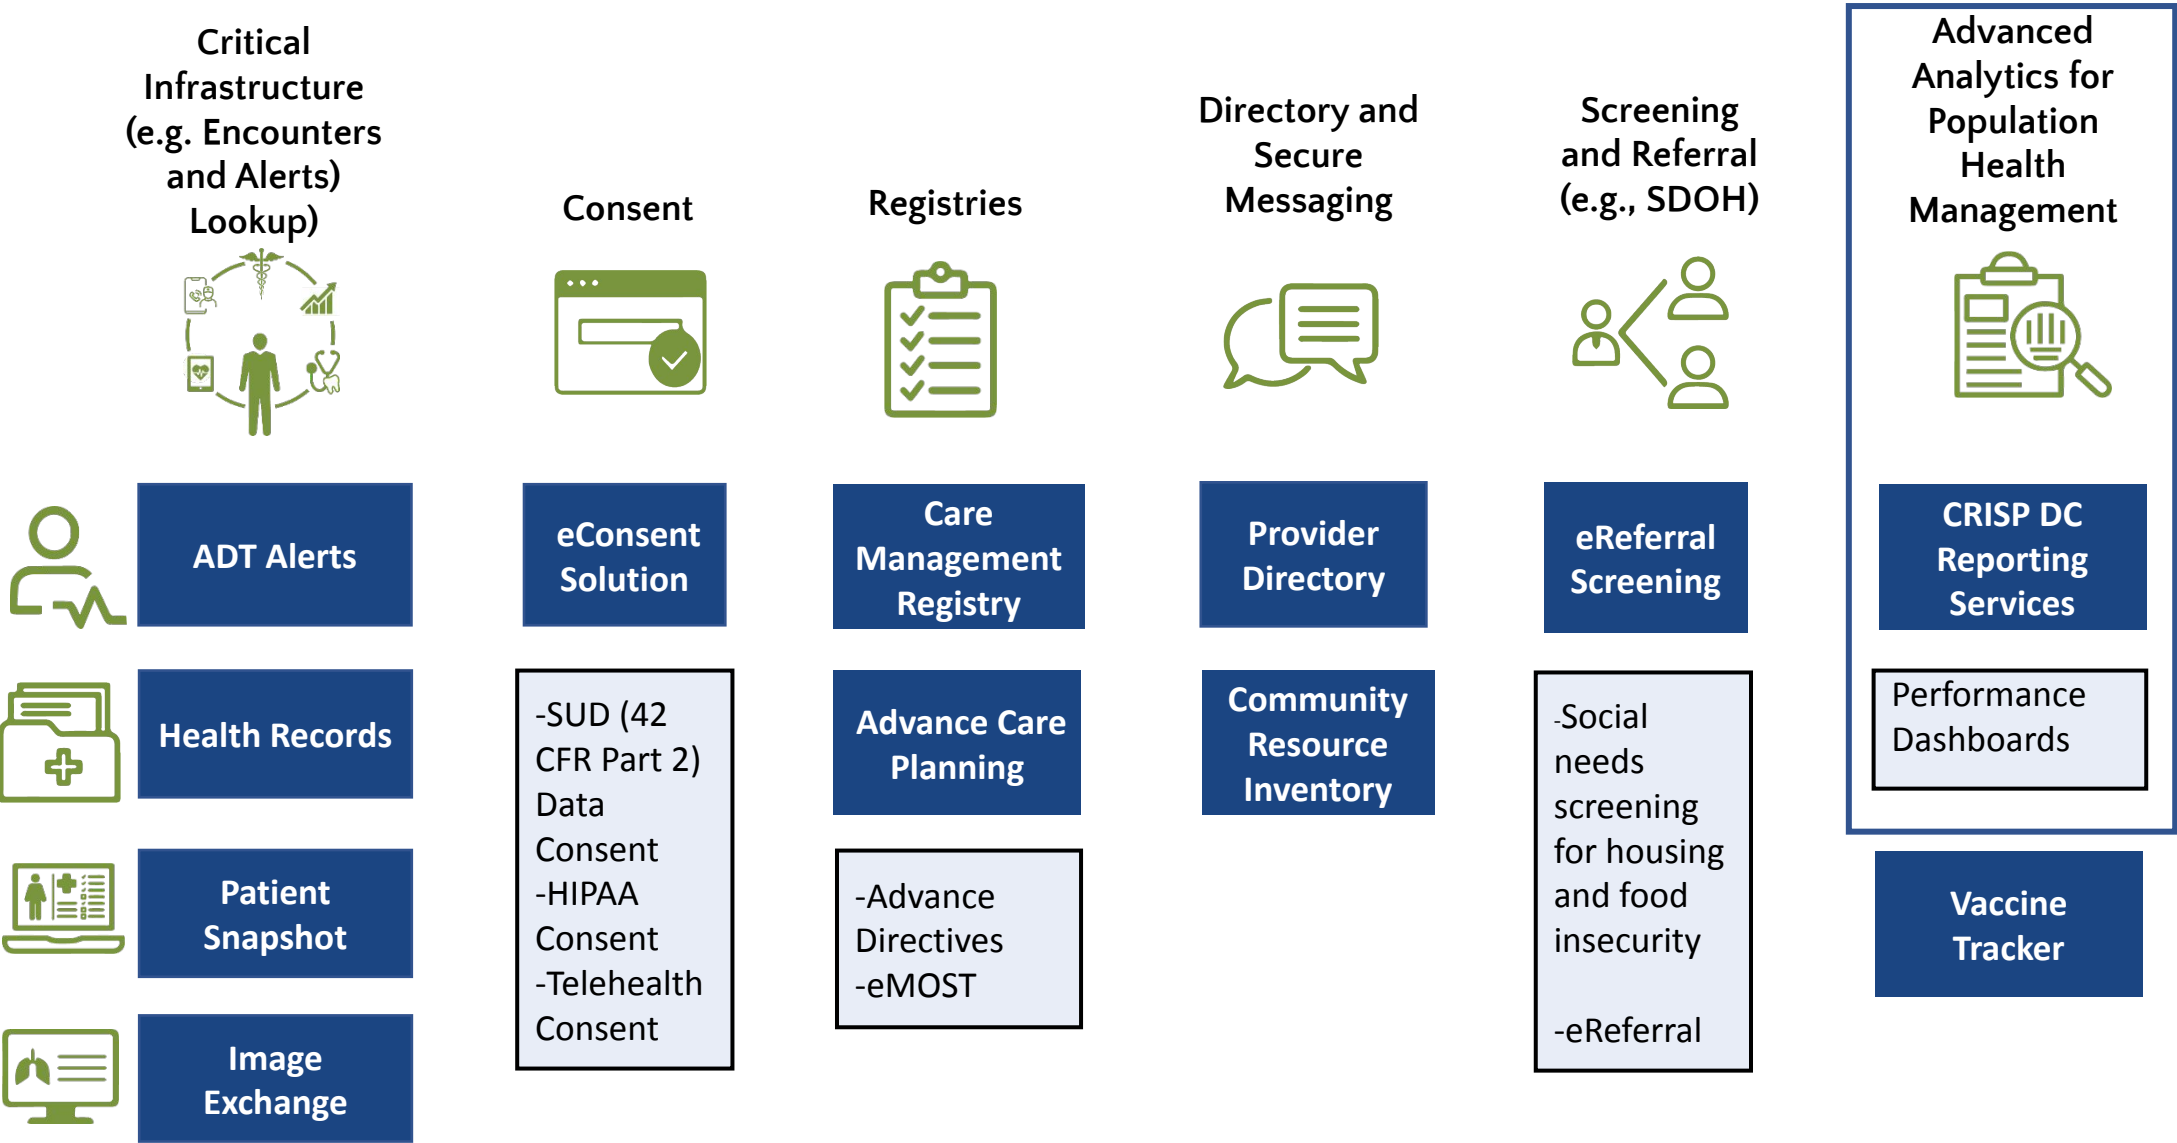 Critical
Infrastructure
(e.g. Encounters
and Alerts)
Lookup)
Consent
Registries
Directory and
Secure
Messaging
Screening
and Referral
(e.g., SDOH)
Advanced
Analytics for
Population
Health
Management
ADT Alerts
Health Records
Patient
Snapshot
Image
Exchange
eConsent
Solution
-SUD (42
CFR Part 2)
Data
Consent
-HIPAA
Consent
-Telehealth
Consent
Care
Management
Registry
Advance Care
Planning
-Advance
Directives
-eMOST
Provider
Directory
Community
Resource
Inventory
eReferral
Screening
-Social
needs
screening
for housing
and food
insecurity
-eReferral
CRISP DC
Reporting
Services
Performance
Dashboards
Vaccine
Tracker